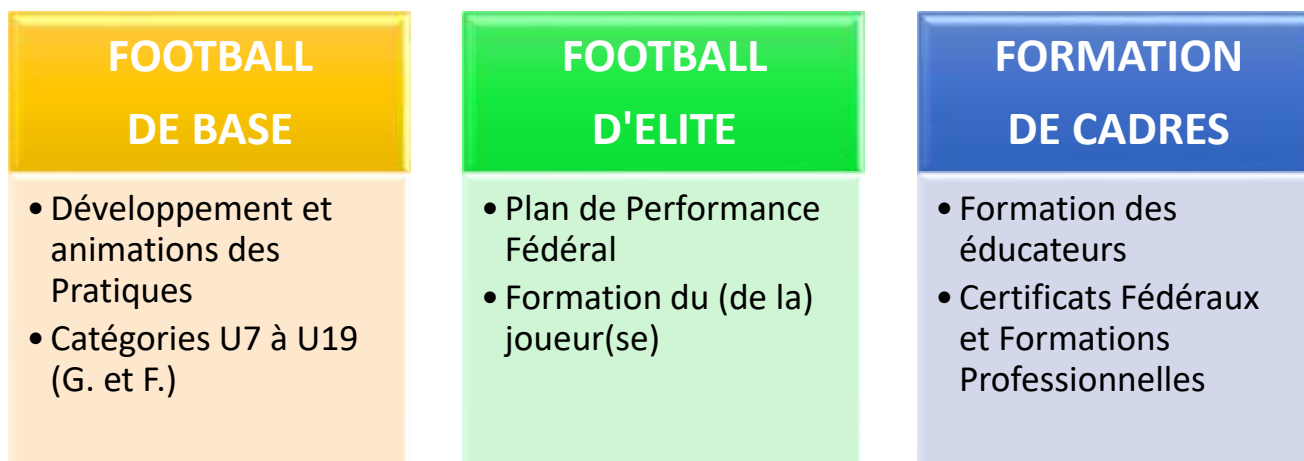 FOOTBALL
DE BASE
• Développement et
animations des
Pratiques
• Catégories U7 à U19
(G. et F.)
FOOTBALL
D'ELITE
• Plan de Performance
Fédéral
• Formation du (de la)
joueur(se)
FORMATION
DE CADRES
• Formation des
éducateurs
• Certificats Fédéraux
et Formations
Professionnelles